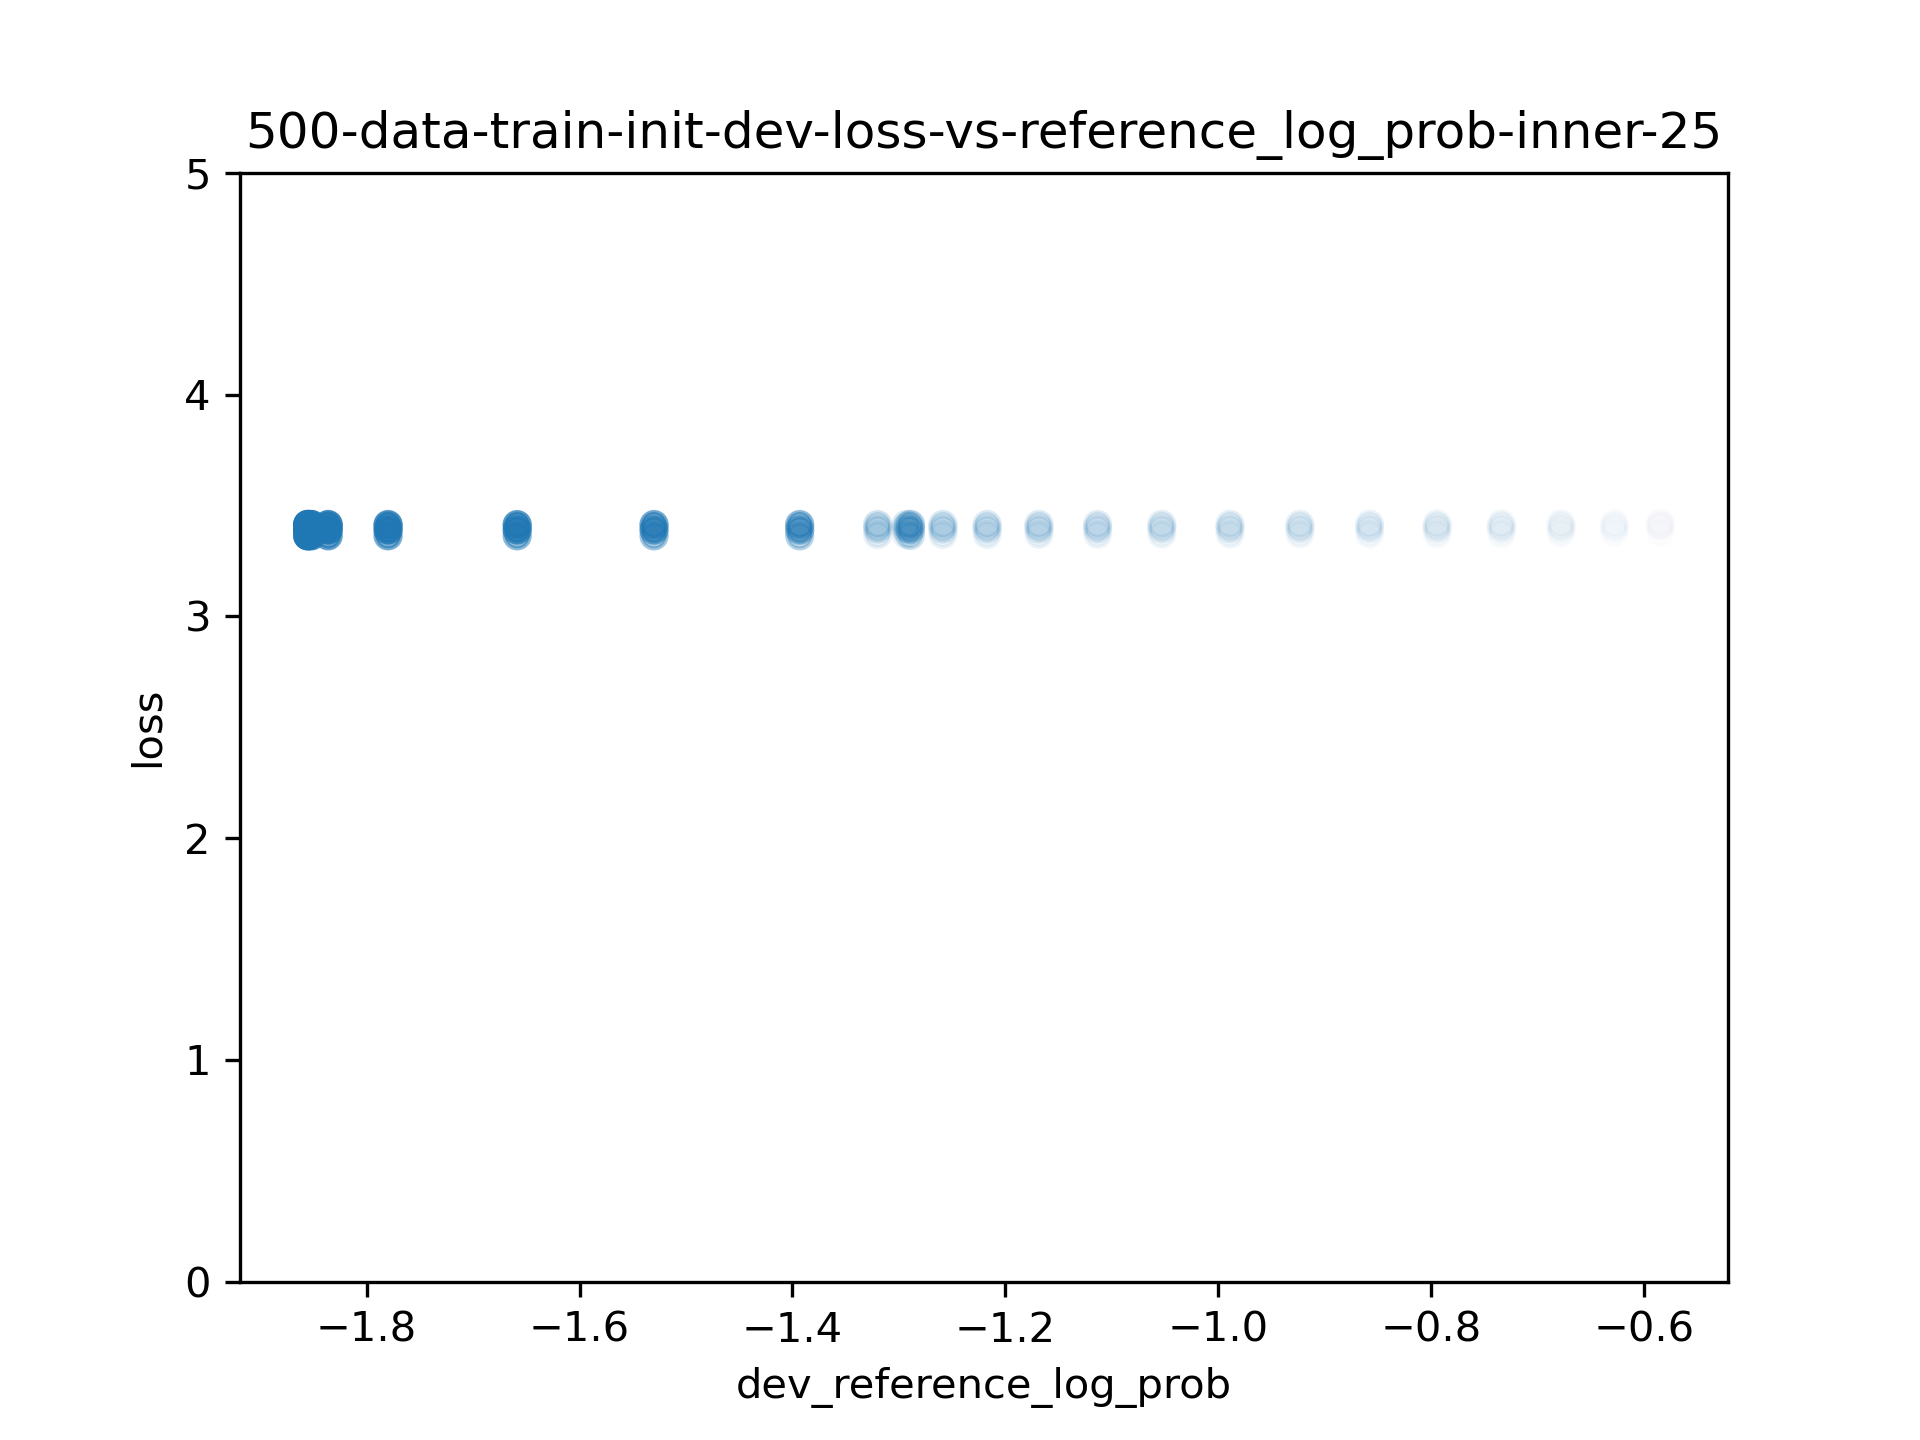 500-data-train-init-dev-loss-vs-reference_log_prob-inner-25
5
4
3
2
1
0
loss
−1.8 −1.6 −1.4 −1.2 −1.0 −0.8 −0.6
dev_reference_log_prob